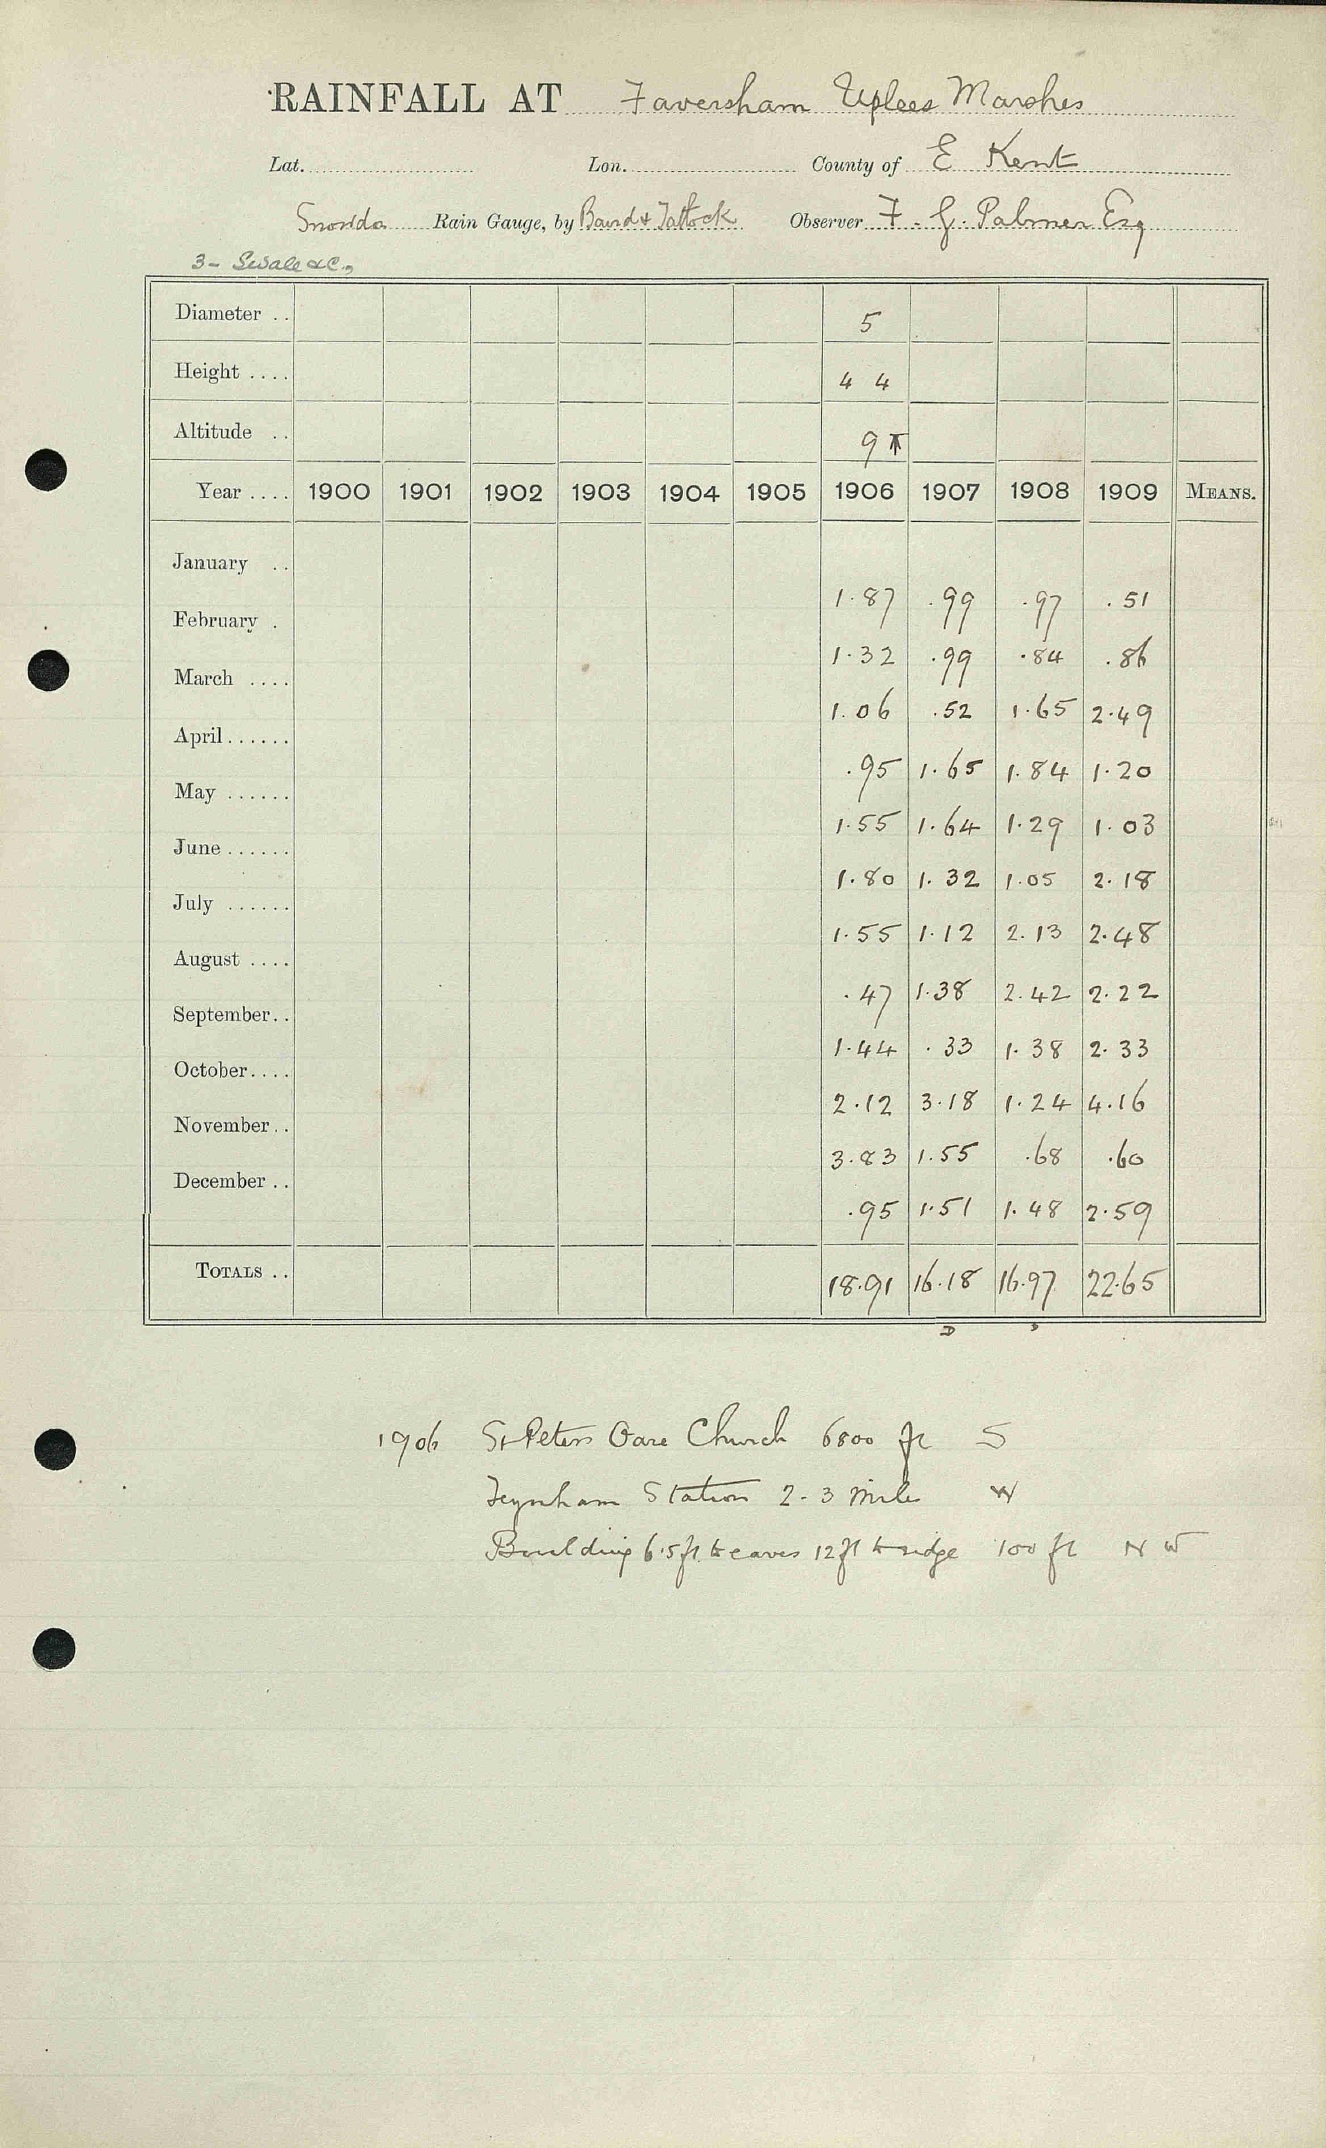 RAINFALL AT Faversham Uplees Marshes
Lat. Lon. County of E Kent
Snowdon Rain Gauge, by Baird & Tatlock Observer F. G. Palmer Esq
3 - Swale &c.
Diameter .. 5
Height .... 4 4
Altitude .. 9
Year .... 1900 1901 1902 1903 1904 1905 1906 1907 1908 1909 MEANS.
January .. 1.87 .99 .97 .51
February . 1.32 .99 .84 .86
March .... 1.06 .52 1.65 2.49
April ...... .95 1.65 1.84 1.20
May ...... 1.55 1.64 1.29 1.03
June ...... 1.80 1.32 1.05 2.18
July ...... 1.55 1.12 2.13 2.48
August .... .47 1.38 2.42 2.22
September .. 1.44 .33 1.38 2.33
October .... 2.12 3.18 1.24 4.16
November .. 3.83 1.55 .68 .60
December .. .95 1.51 1.48 2.59
TOTALS .. 18.91 16.18 16.97 22.65
1906 St Peters Oare Church 6800 ft S
Teynham Station 2-3 mile W
Building 6.5 ft to eaves 12 ft to ridge 100 ft N W